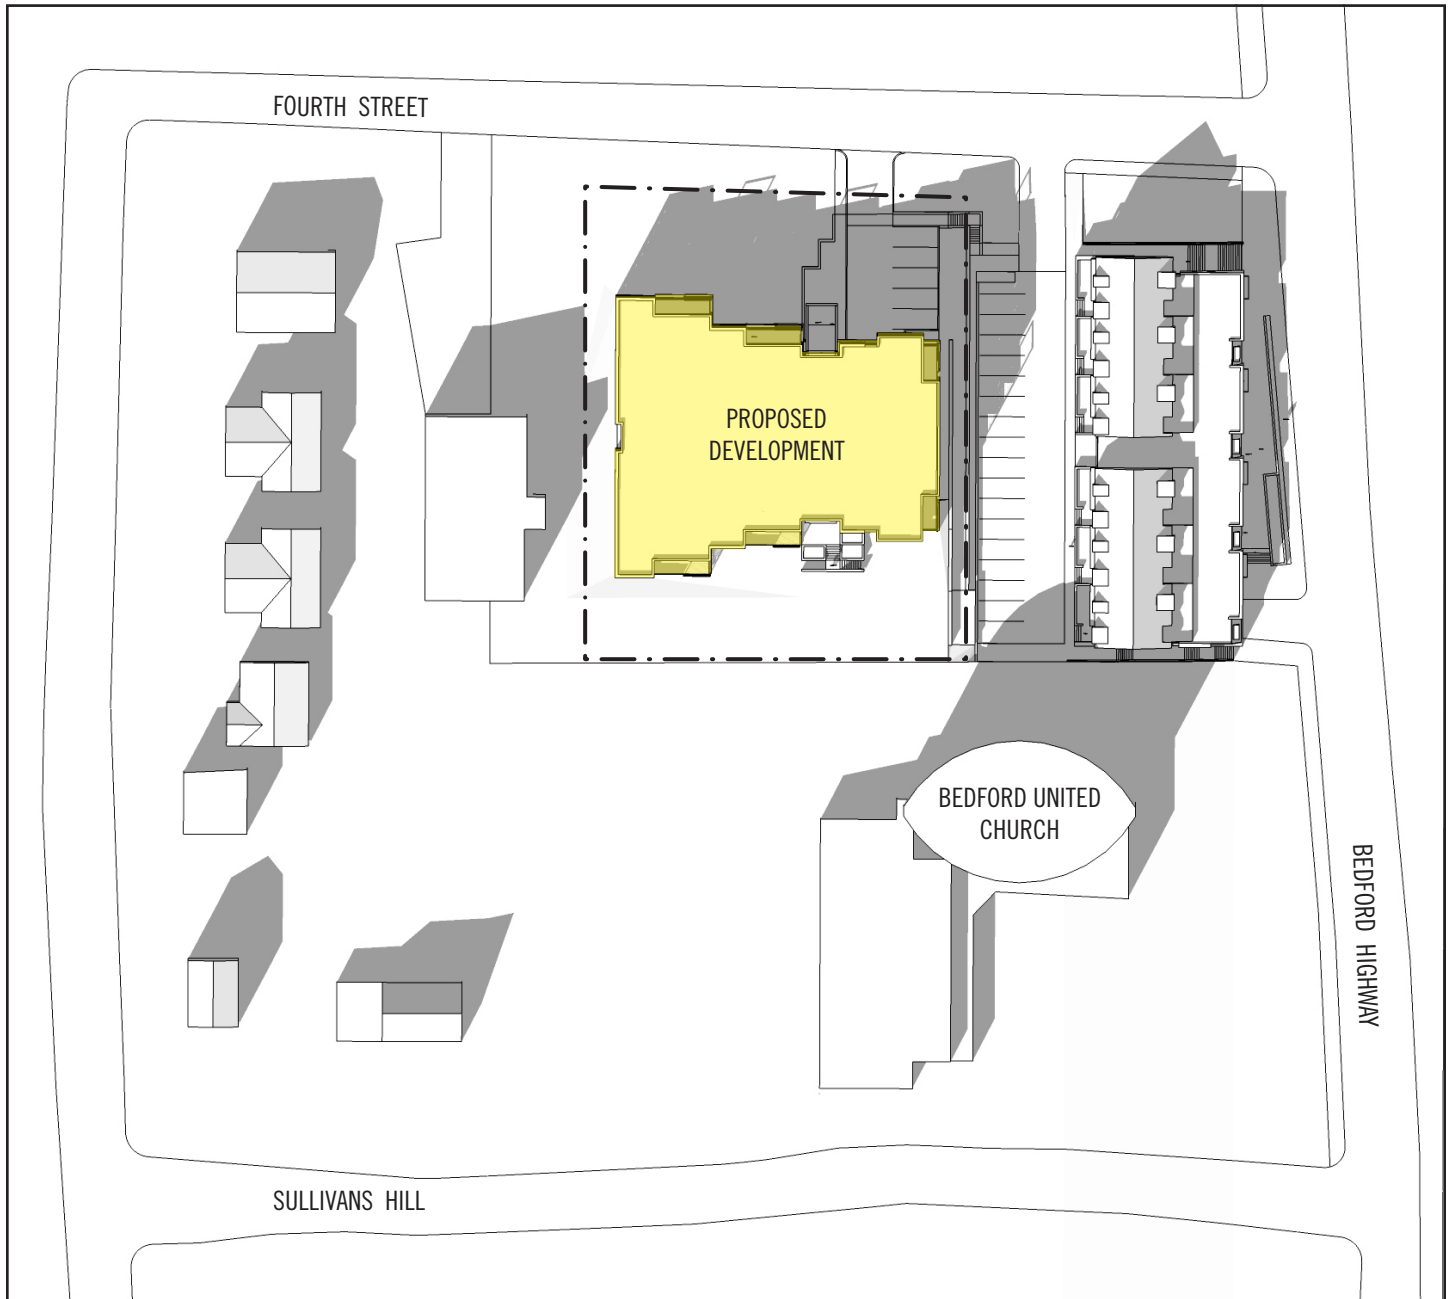 FOURTH STREET
PROPOSED
DEVELOPMENT
BEDFORD UNITED
CHURCH
BEDFORD HIGHWAY
SULLIVANS HILL